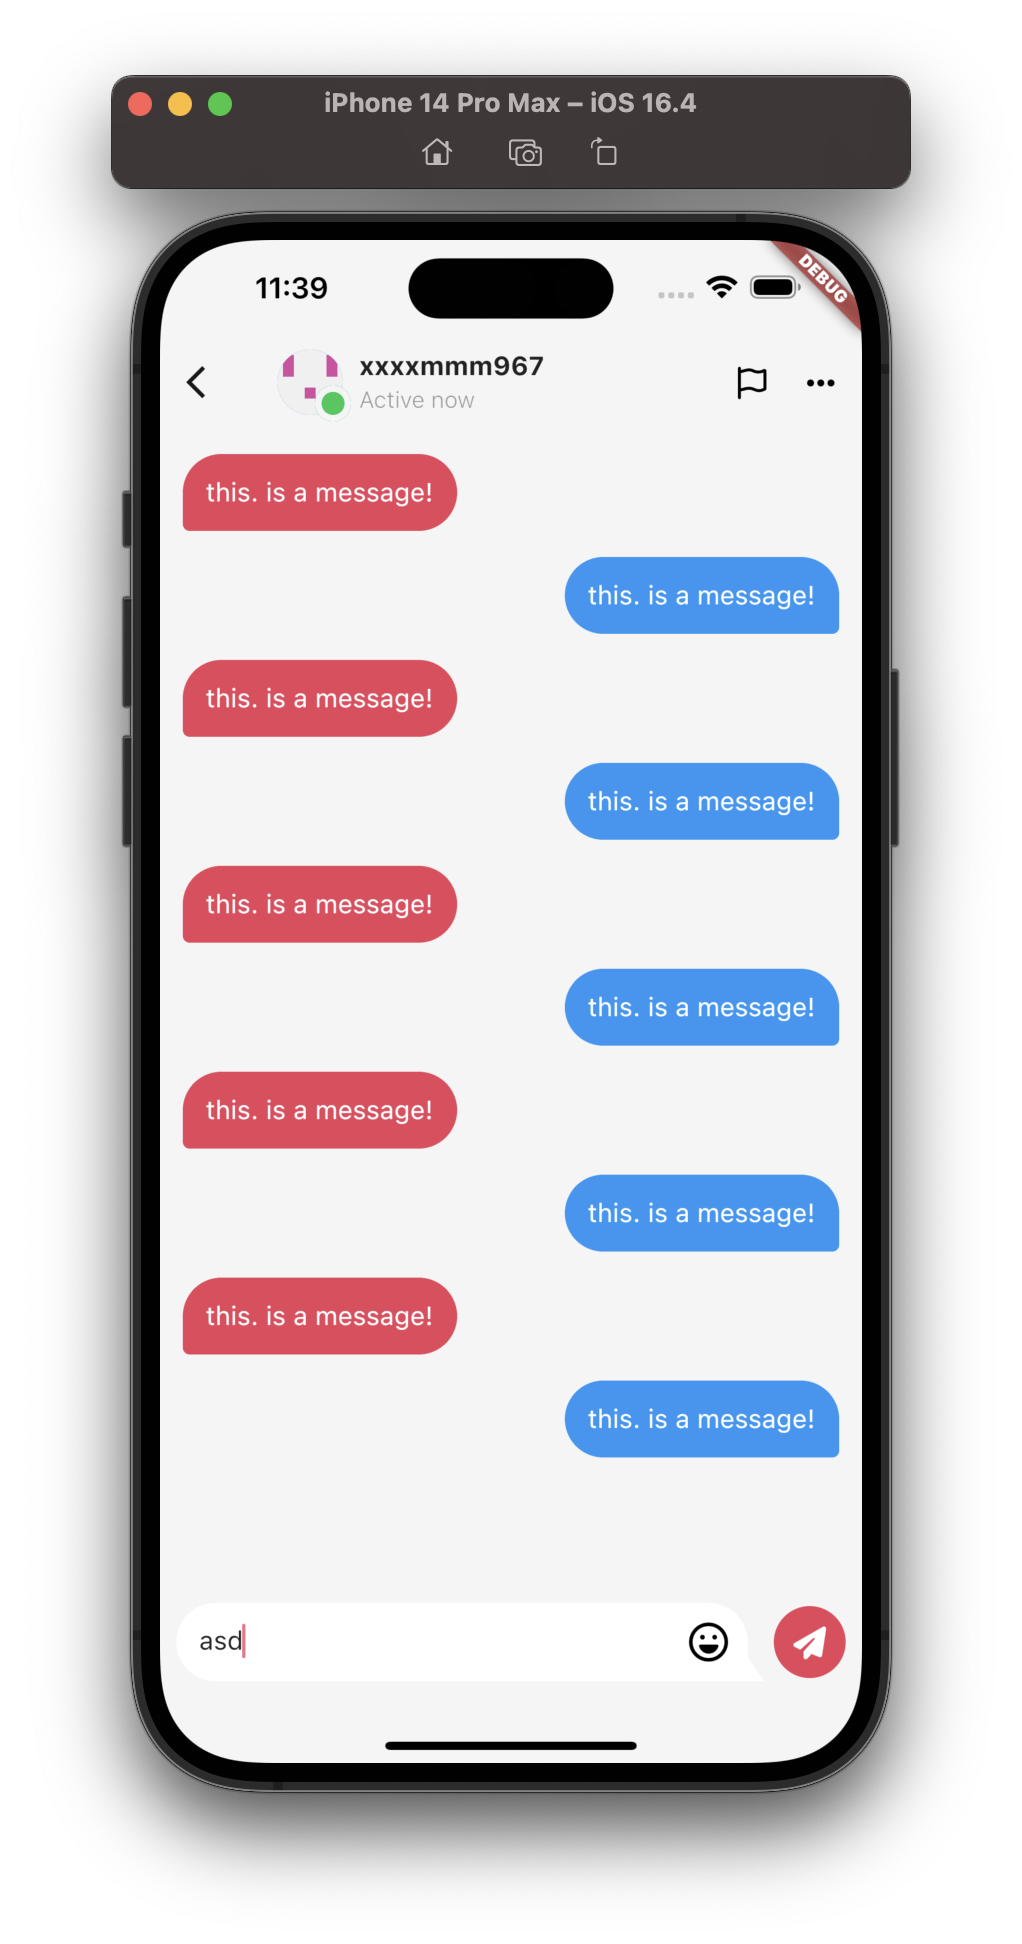 iPhone 14 Pro Max – iOS 16.4
11:39
DEBUG
xxxxmmm967
Active now
this. is a message!
this. is a message!
this. is a message!
this. is a message!
this. is a message!
this. is a message!
this. is a message!
this. is a message!
this. is a message!
this. is a message!
asd